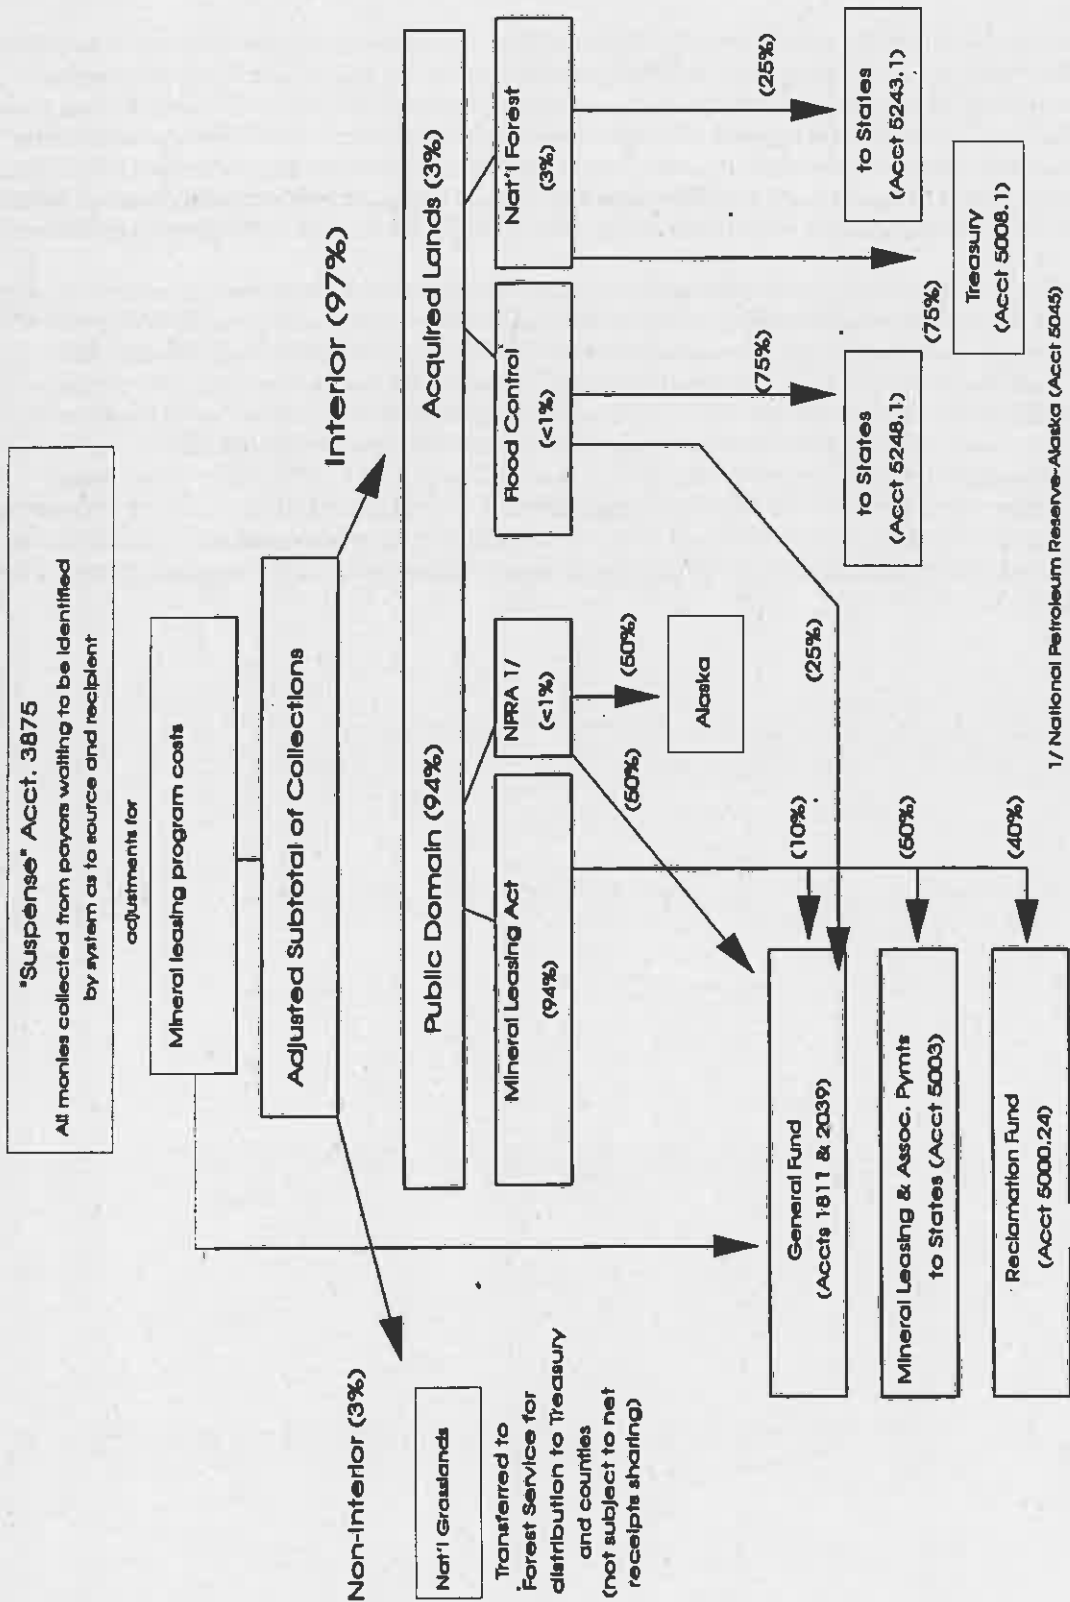 "Suspense" Acct. 3875
All monies collected from payors waiting to be identified
by system as to source and recipient
adjustments for
Mineral leasing program costs
Adjusted Subtotal of Collections
Non-Interior (3%)
Interior (97%)
Nat'l Grasslands
Transferred to
Forest Service for
distribution to Treasury
and counties
(not subject to net
receipts sharing)
Public Domain (94%)
Acquired Lands (3%)
Mineral Leasing Act
(94%)
NPRA 1/
(<1%)
Flood Control
(<1%)
Nat'l Forest
(3%)
(50%)
(50%)
Alaska
(25%)
(75%)
(25%)
(75%)
(10%)
(50%)
(40%)
General Fund
(Accts 1811 & 2039)
Mineral Leasing & Assoc. Pymts
to States (Acct 5003)
Reclamation Fund
(Acct 5000.24)
to States
(Acct 5248.1)
to States
(Acct 5243.1)
Treasury
(Acct 5008.1)
1/ National Petroleum Reserve-Alaska (Acct 5045)